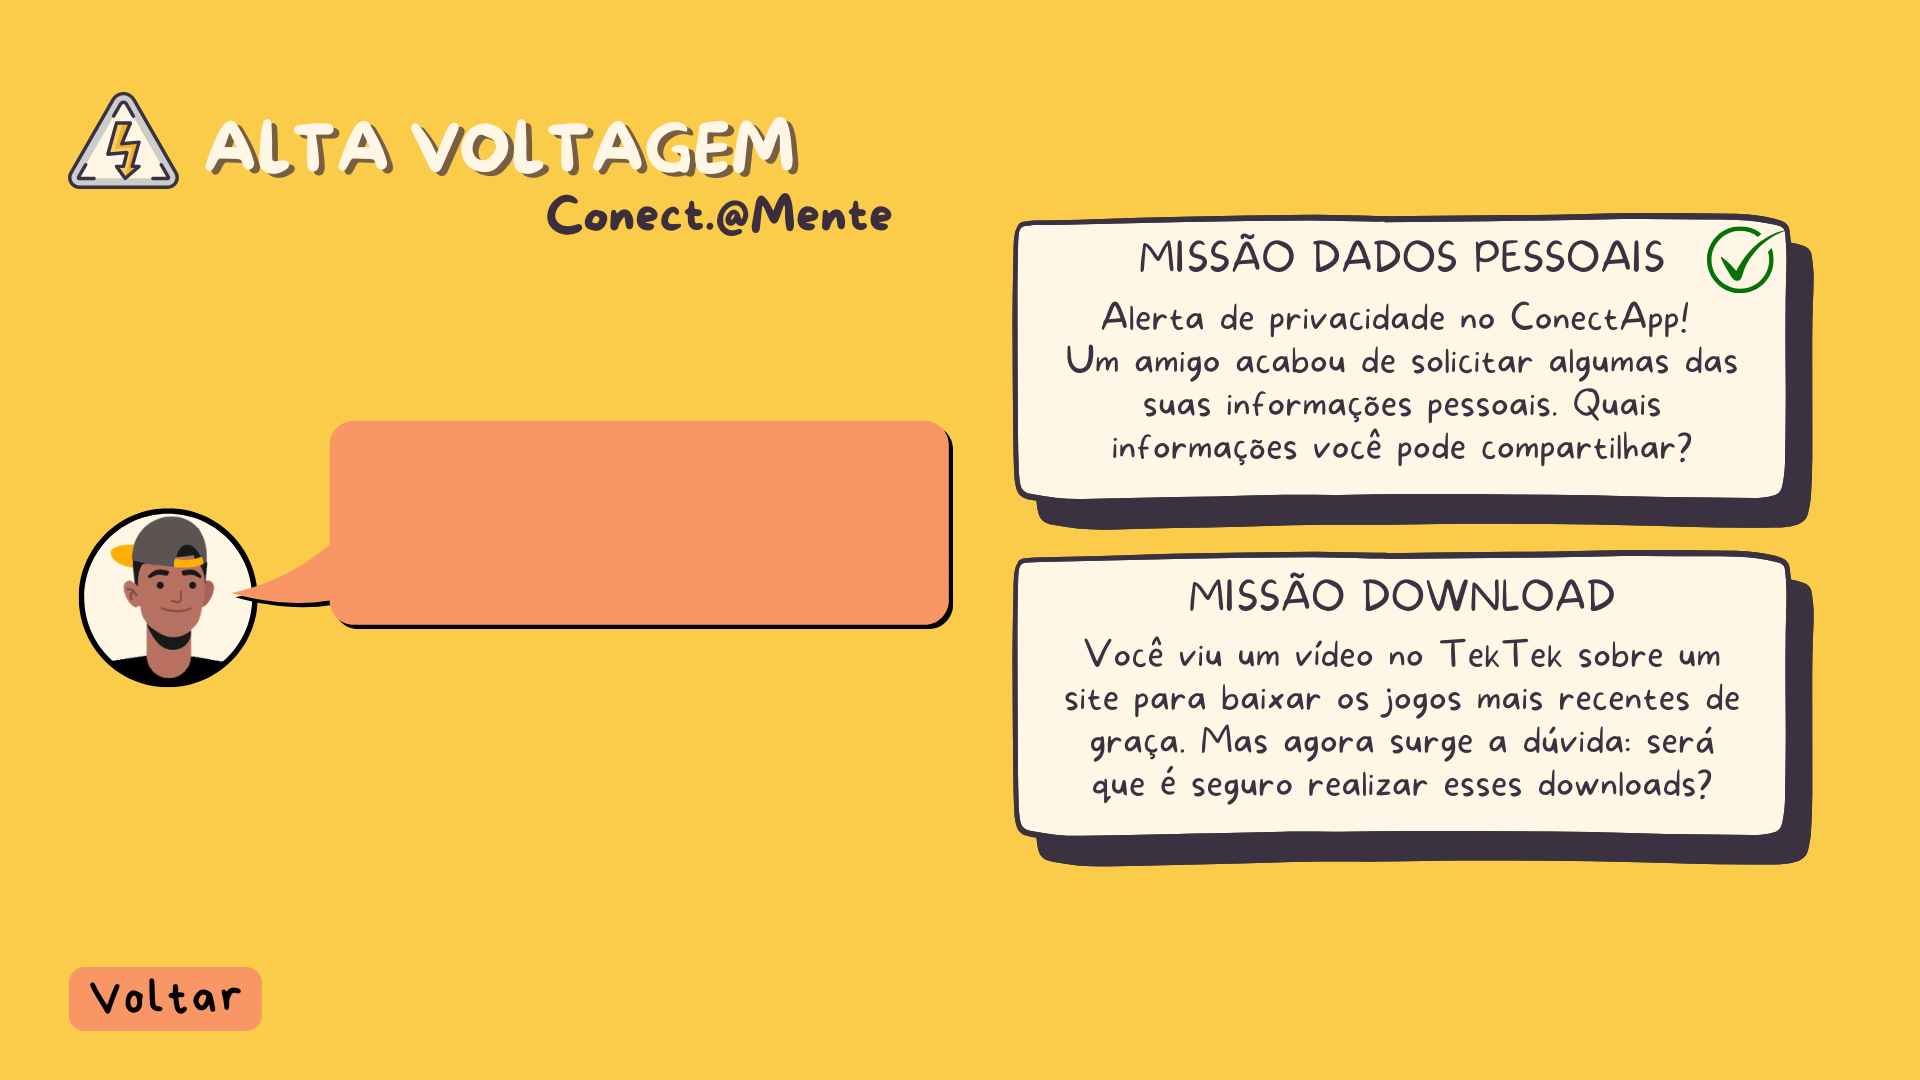 ALTA VOLTAGEM
Conect.@Mente
MISSÃO DADOS PESSOAIS
Alerta de privacidade no ConectApp!
Um amigo acabou de solicitar algumas das
suas informações pessoais. Quais
informações você pode compartilhar?
MISSÃO DOWNLOAD
Você viu um vídeo no TekTek sobre um
site para baixar os jogos mais recentes de
graça. Mas agora surge a dúvida: será
que é seguro realizar esses downloads?
Voltar